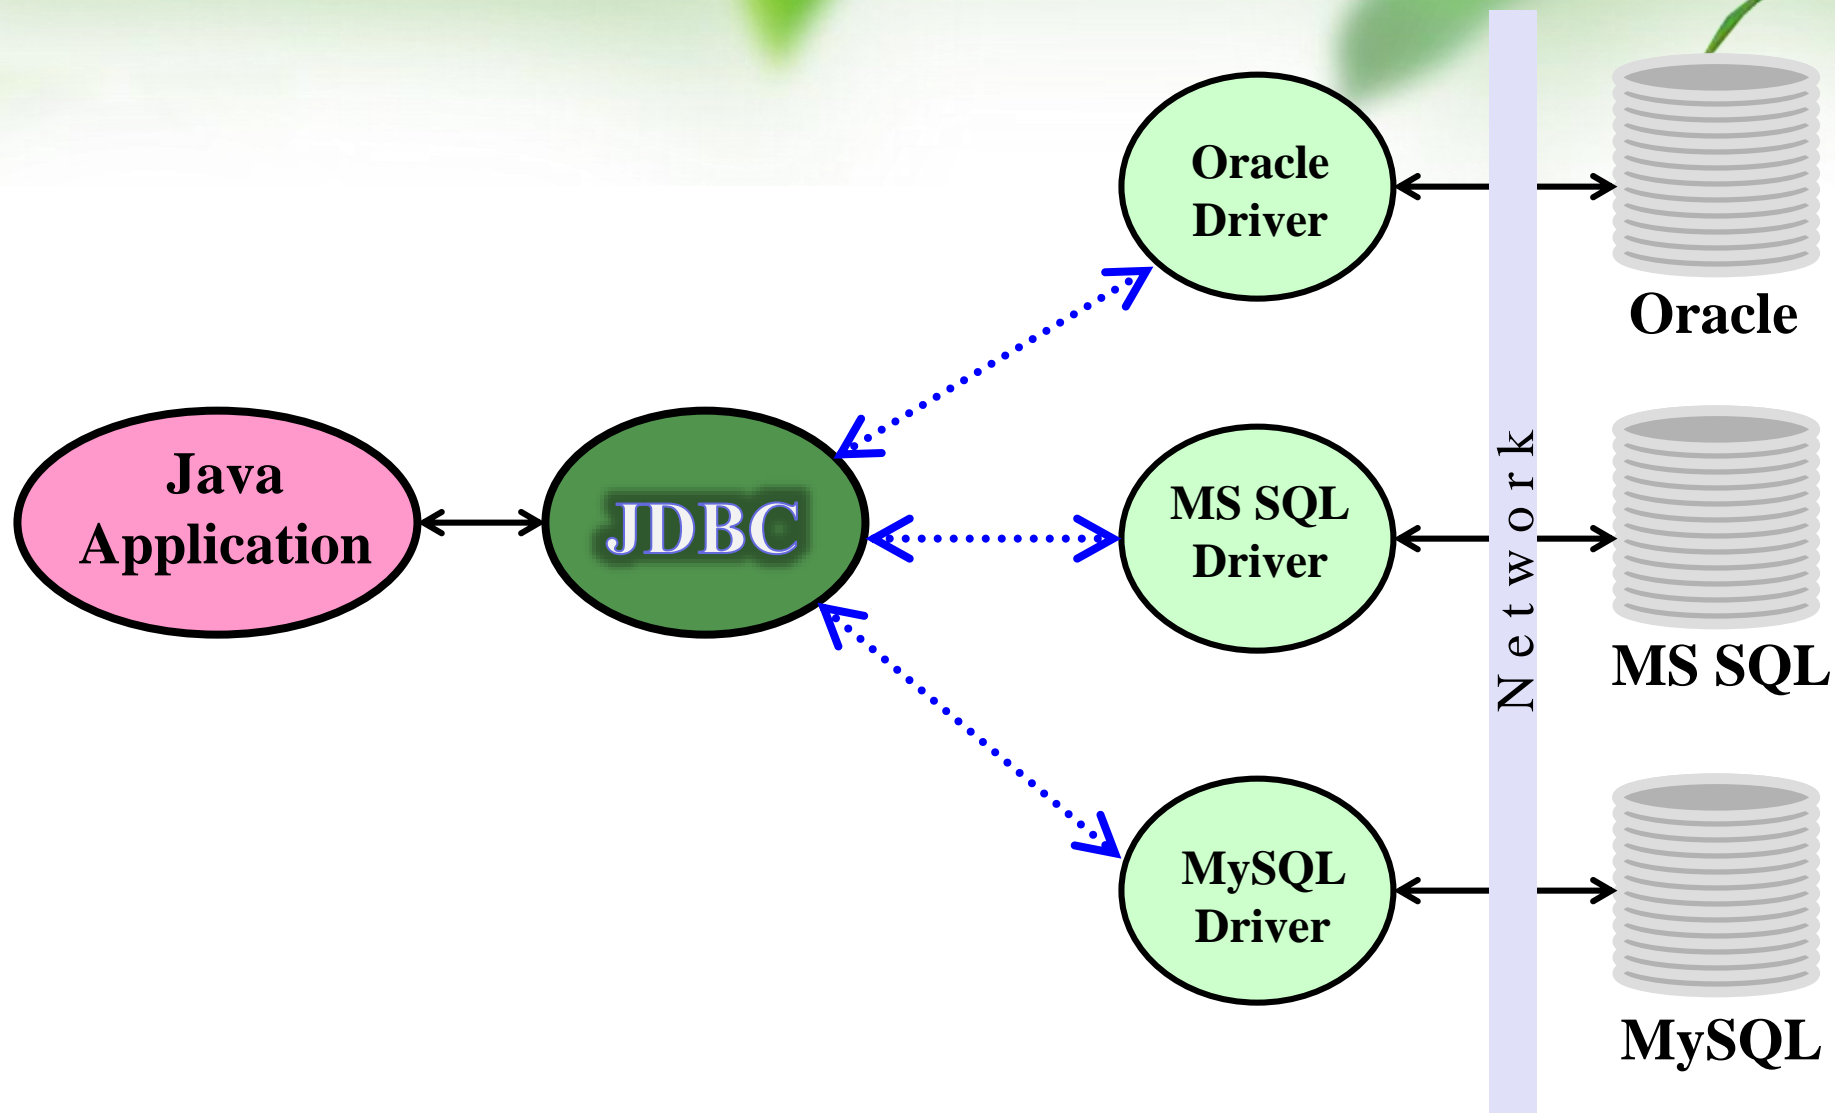 Java
Application
JDBC
Oracle
Driver
MS SQL
Driver
MySQL
Driver
Network
Oracle
MS SQL
MySQL